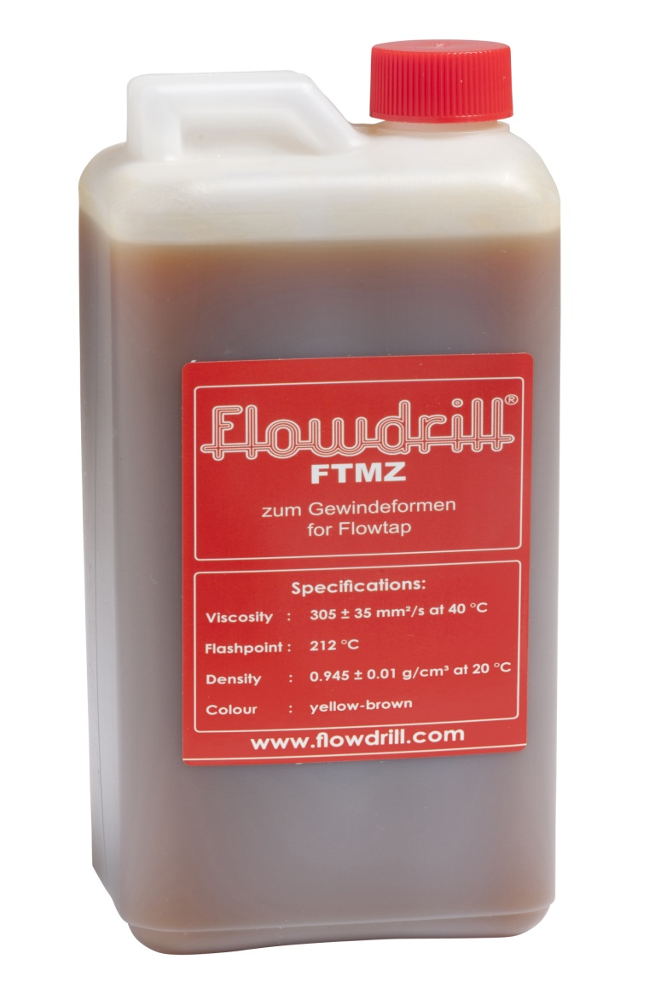 Flowdrill®
FTMZ
zum Gewindeformen
for Flowtap
Specifications:
Viscosity : 305 ± 35 mm²/s at 40 °C
Flashpoint : 212 °C
Density : 0.945 ± 0.01 g/cm³ at 20 °C
Colour : yellow-brown
www.flowdrill.com